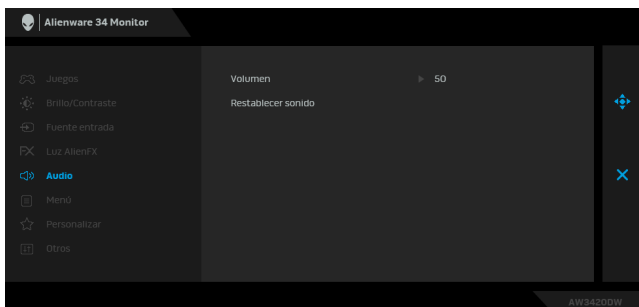 Alienware 34 Monitor
Juegos
Volumen 50
Brillo/Contraste
Restablecer sonido
Fuente entrada
FX Luz AlienFX
Audio
Menú
Personalizar
Otros
AW3420DW